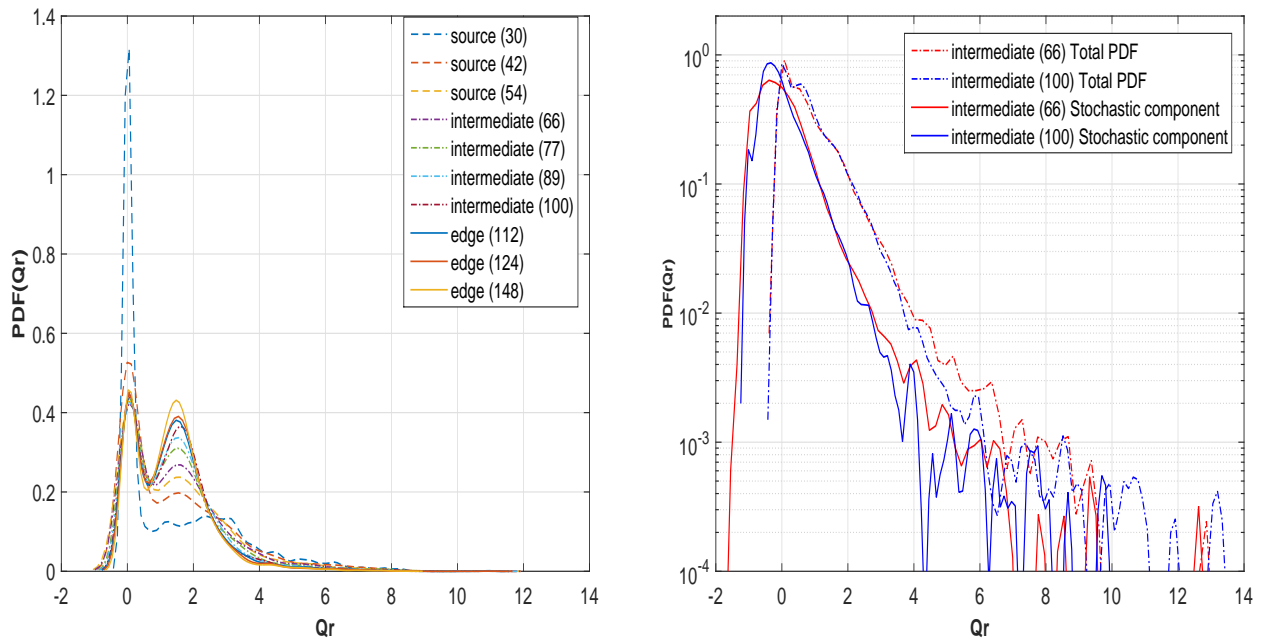 1.4
1.2
1
0.8
0.6
0.4
0.2
0
-2
0
2
4
6
8
10
12
14
PDF(Qr)
Qr
source (30)
source (42)
source (54)
intermediate (66)
intermediate (77)
intermediate (89)
intermediate (100)
edge (112)
edge (124)
edge (148)
10^0
10^-1
10^-2
10^-3
10^-4
-2
0
2
4
6
8
10
12
14
PDF(Qr)
Qr
intermediate (66) Total PDF
intermediate (100) Total PDF
intermediate (66) Stochastic component
intermediate (100) Stochastic component